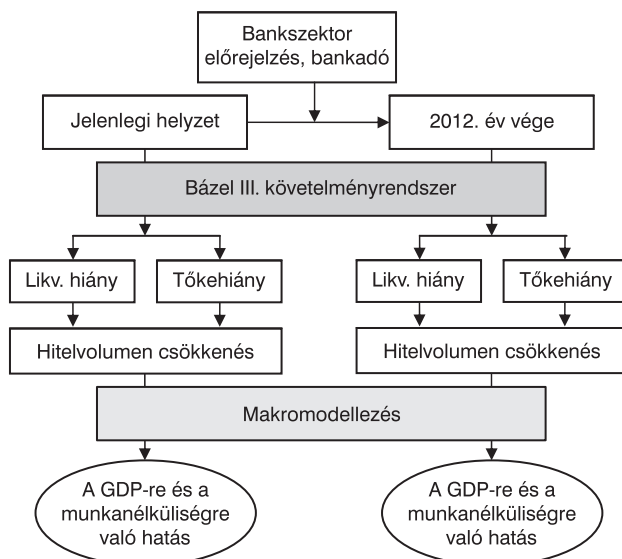 Bankszektor
előrejelzés, bankadó
Jelenlegi helyzet
2012. év vége
Bázel III. követelményrendszer
Likv. hiány
Tőkehiány
Likv. hiány
Tőkehiány
Hitelvolumen csökkenés
Hitelvolumen csökkenés
Makromodellezés
A GDP-re és a
munkanélküliségre
való hatás
A GDP-re és a
munkanélküliségre
való hatás